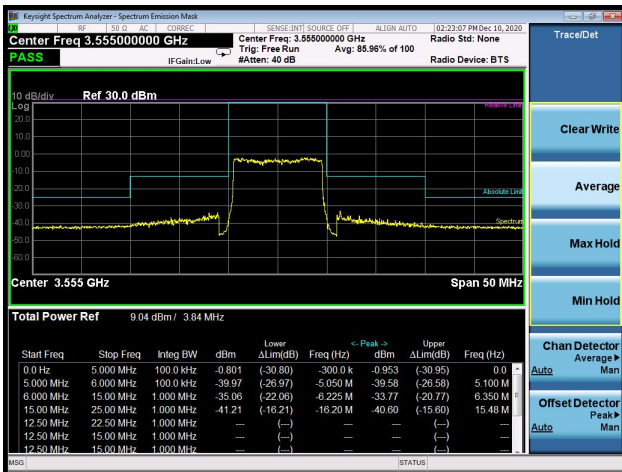 Keysight Spectrum Analyzer - Spectrum Emission Mask
RF 50 Ω AC CORREC SENSE:INT SOURCE OFF ALIGN AUTO 02:23:07 PM Dec 10, 2020
Center Freq 3.555000000 GHz Center Freq: 3.555000000 GHz Radio Std: None
Trig: Free Run Avg: 85.96% of 100
PASS IFGain:Low #Atten: 40 dB Radio Device: BTS
10 dB/div Ref 30.0 dBm
Log
Relative Limit
20.0
10.0
0.00
-10.0
-20.0
Absolute Limit
-30.0
-40.0
Spectrum
-50.0
-60.0
Center 3.555 GHz Span 50 MHz
Total Power Ref 9.04 dBm / 3.84 MHz
Lower <- Peak -> Upper
Start Freq Stop Freq Integ BW dBm ΔLim(dB) Freq (Hz) dBm ΔLim(dB) Freq (Hz)
0.0 Hz 5.000 MHz 100.0 kHz -0.801 (-30.80) -300.0 k -0.953 (-30.95) 0.0
5.000 MHz 6.000 MHz 100.0 kHz -39.97 (-26.97) -5.050 M -39.58 (-26.58) 5.100 M
6.000 MHz 15.00 MHz 1.000 MHz -35.06 (-22.06) -6.225 M -33.77 (-20.77) 6.350 M
15.00 MHz 25.00 MHz 1.000 MHz -41.21 (-16.21) -16.20 M -40.60 (-15.60) 15.48 M
12.50 MHz 22.50 MHz 1.000 MHz --- (---) --- --- (---) ---
12.50 MHz 15.00 MHz 1.000 MHz --- (---) --- --- (---) ---
12.50 MHz 15.00 MHz 1.000 MHz --- (---) --- --- (---) ---
MSG STATUS
Trace/Det
Clear Write
Average
Max Hold
Min Hold
Chan Detector
Average
Auto Man
Offset Detector
Peak
Auto Man